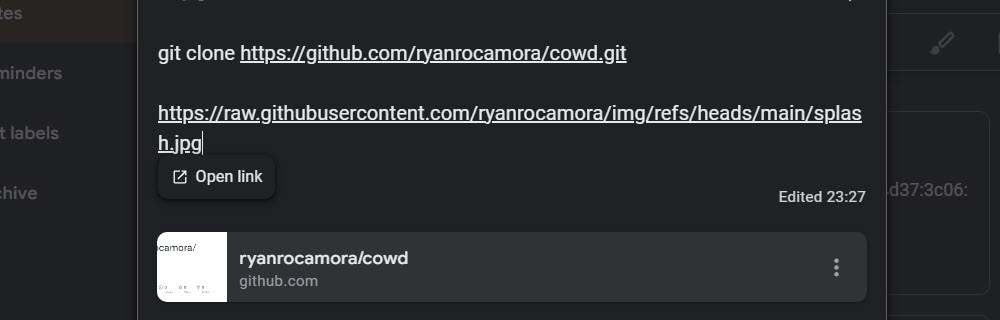 tes
minders
t labels
chive
git clone https://github.com/ryanrocamora/cowd.git
https://raw.githubusercontent.com/ryanrocamora/img/refs/heads/main/splas
h.jpg
Open link
Edited 23:27
d37:3c06:
ocamora/
ryanrocamora/cowd
github.com